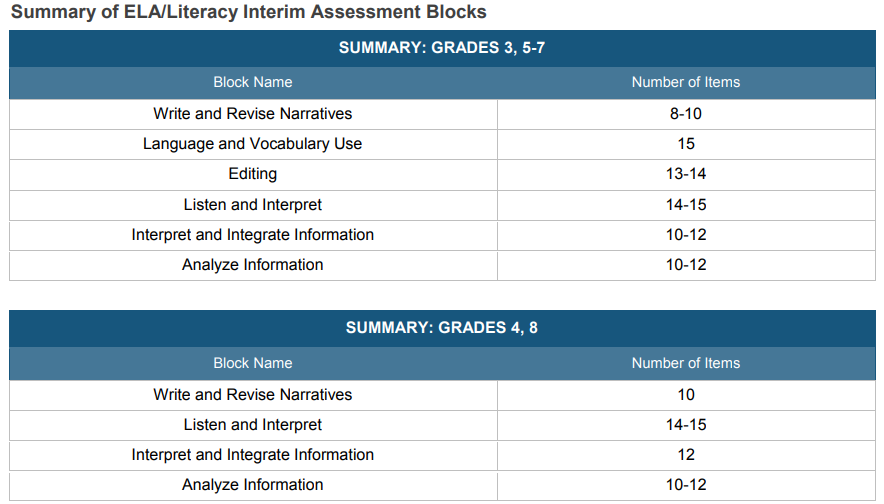 Summary of ELA/Literacy Interim Assessment Blocks
SUMMARY: GRADES 3, 5-7
Block Name Number of Items
Write and Revise Narratives 8-10
Language and Vocabulary Use 15
Editing 13-14
Listen and Interpret 14-15
Interpret and Integrate Information 10-12
Analyze Information 10-12
SUMMARY: GRADES 4, 8
Block Name Number of Items
Write and Revise Narratives 10
Listen and Interpret 14-15
Interpret and Integrate Information 12
Analyze Information 10-12